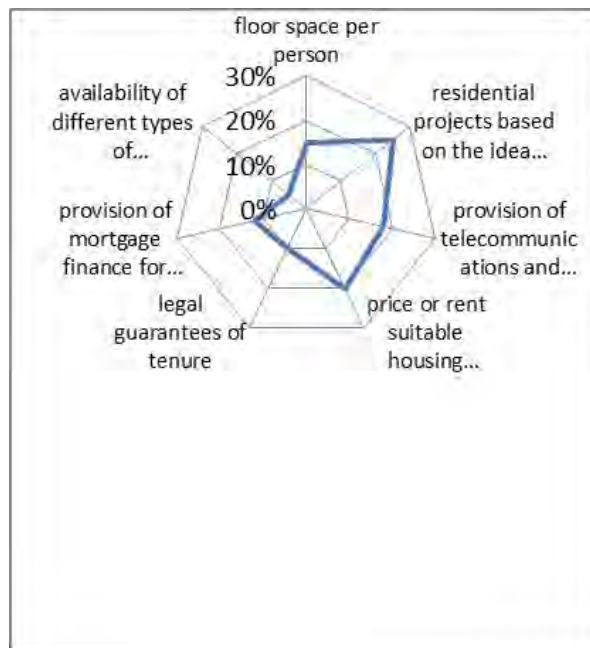 floor space per
person
30%
20%
10%
0%
residential
projects based
on the idea...
provision of
telecommunic
ations and...
price or rent
suitable
housing...
legal
guarantees of
tenure
provision of
mortgage
finance for...
availability of
different types
of...